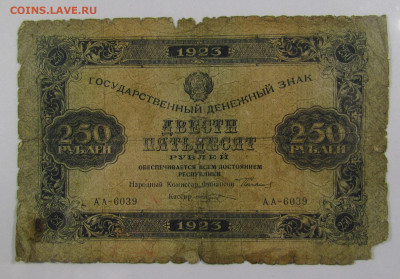 COINS.LAVE.RU
1923
ГОСУДАРСТВЕННЫЙ ДЕНЕЖНЫЙ ЗНАК
250 РУБЛЕЙ
ДВЕСТИ
ПЯТЬДЕСЯТ
РУБЛЕЙ
250 РУБЛЕЙ
ОБЕСПЕЧИВАЕТСЯ ВСЕМ ДОСТОЯНИЕМ
РЕСПУБЛИКИ
Народный Комиссар Финансов
Кассир
АА-6039
АА-6039
1923